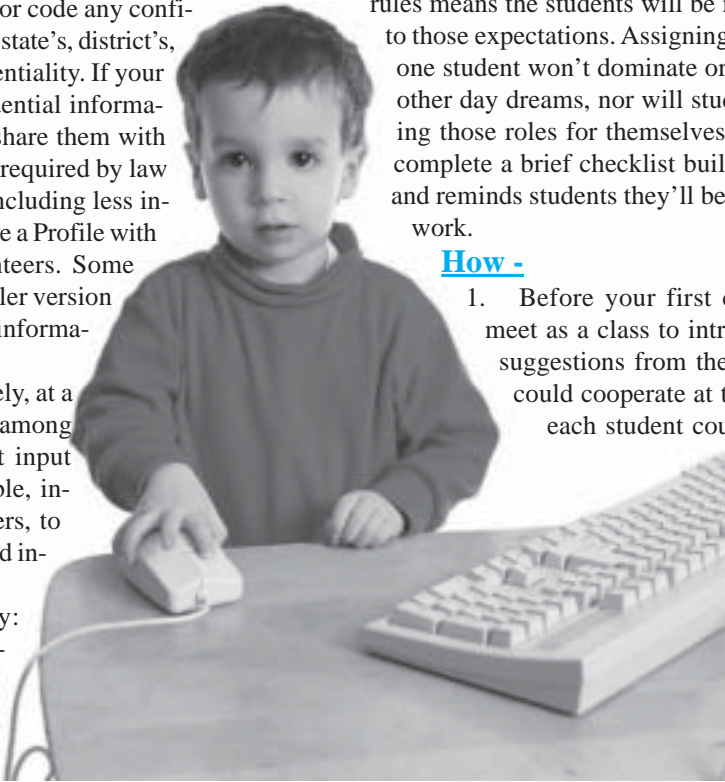 or code any confi-
state's, district's,
entiality. If your
dential informa-
share them with
required by law
ncluding less in-
e a Profile with
nteers. Some
ler version
informa-
ely, at a
among
t input
ble, in-
ers, to
d in-
y:
-
rules means the students will be
to those expectations. Assigning
one student won't dominate or
other day dreams, nor will stu
ing those roles for themselves
complete a brief checklist buil
and reminds students they'll be
work.
How -
1. Before your first
meet as a class to intr
suggestions from the
could cooperate at t
each student cou